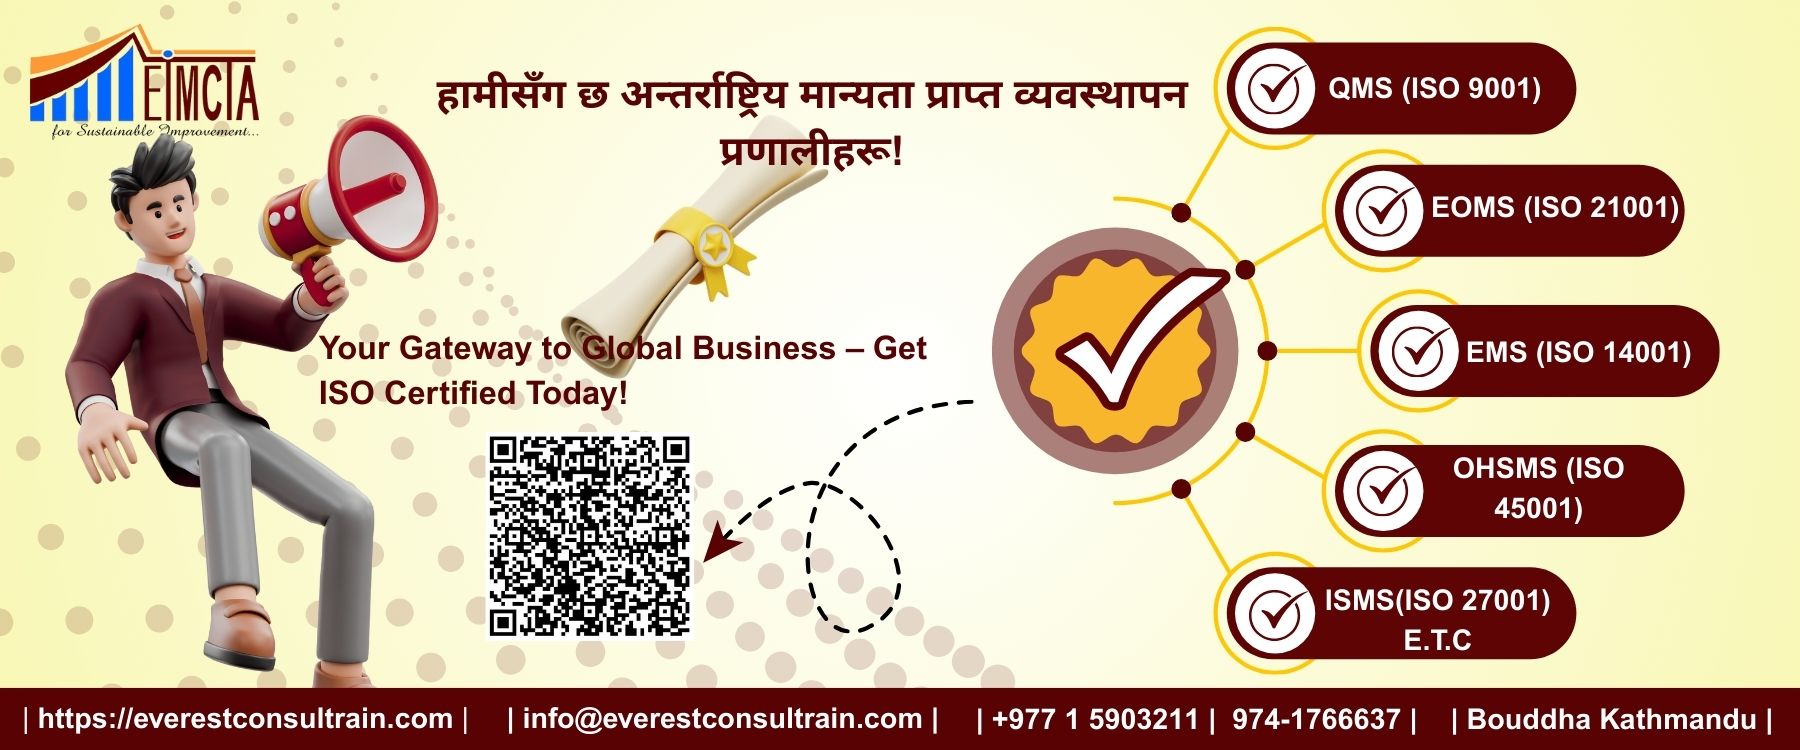 EIMCTA
for Sustainable Improvement...
हामीसँग छ अन्तर्राष्ट्रिय मान्यता प्राप्त व्यवस्थापन
प्रणालीहरू!
Your Gateway to Global Business – Get
ISO Certified Today!
QMS (ISO 9001)
EOMS (ISO 21001)
EMS (ISO 14001)
OHSMS (ISO
45001)
ISMS(ISO 27001)
E.T.C
| https://everestconsultrain.com | | info@everestconsultrain.com | | +977 1 5903211 | 974-1766637 | | Bouddha Kathmandu |